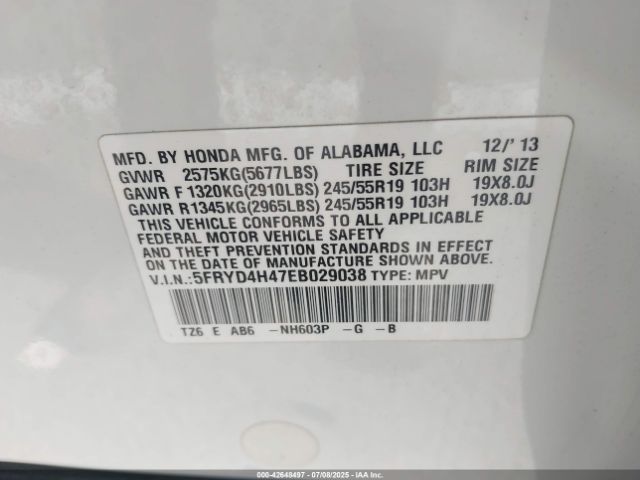 MFD. BY HONDA MFG. OF ALABAMA, LLC 12/' 13
GVWR 2575KG(5677LBS) TIRE SIZE RIM SIZE
GAWR F 1320KG(2910LBS) 245/55R19 103H 19X8.0J
GAWR R 1345KG(2965LBS) 245/55R19 103H 19X8.0J
THIS VEHICLE CONFORMS TO ALL APPLICABLE
FEDERAL MOTOR VEHICLE SAFETY
AND THEFT PREVENTION STANDARDS IN EFFECT
ON THE DATE OF MANUFACTURE SHOWN ABOVE.
V.I.N.:5FRYD4H47EB029038 TYPE: MPV
TZ6 E AB6 -NH603P -G -B
000-42648497 - 07/08/2025 - IAAI.com